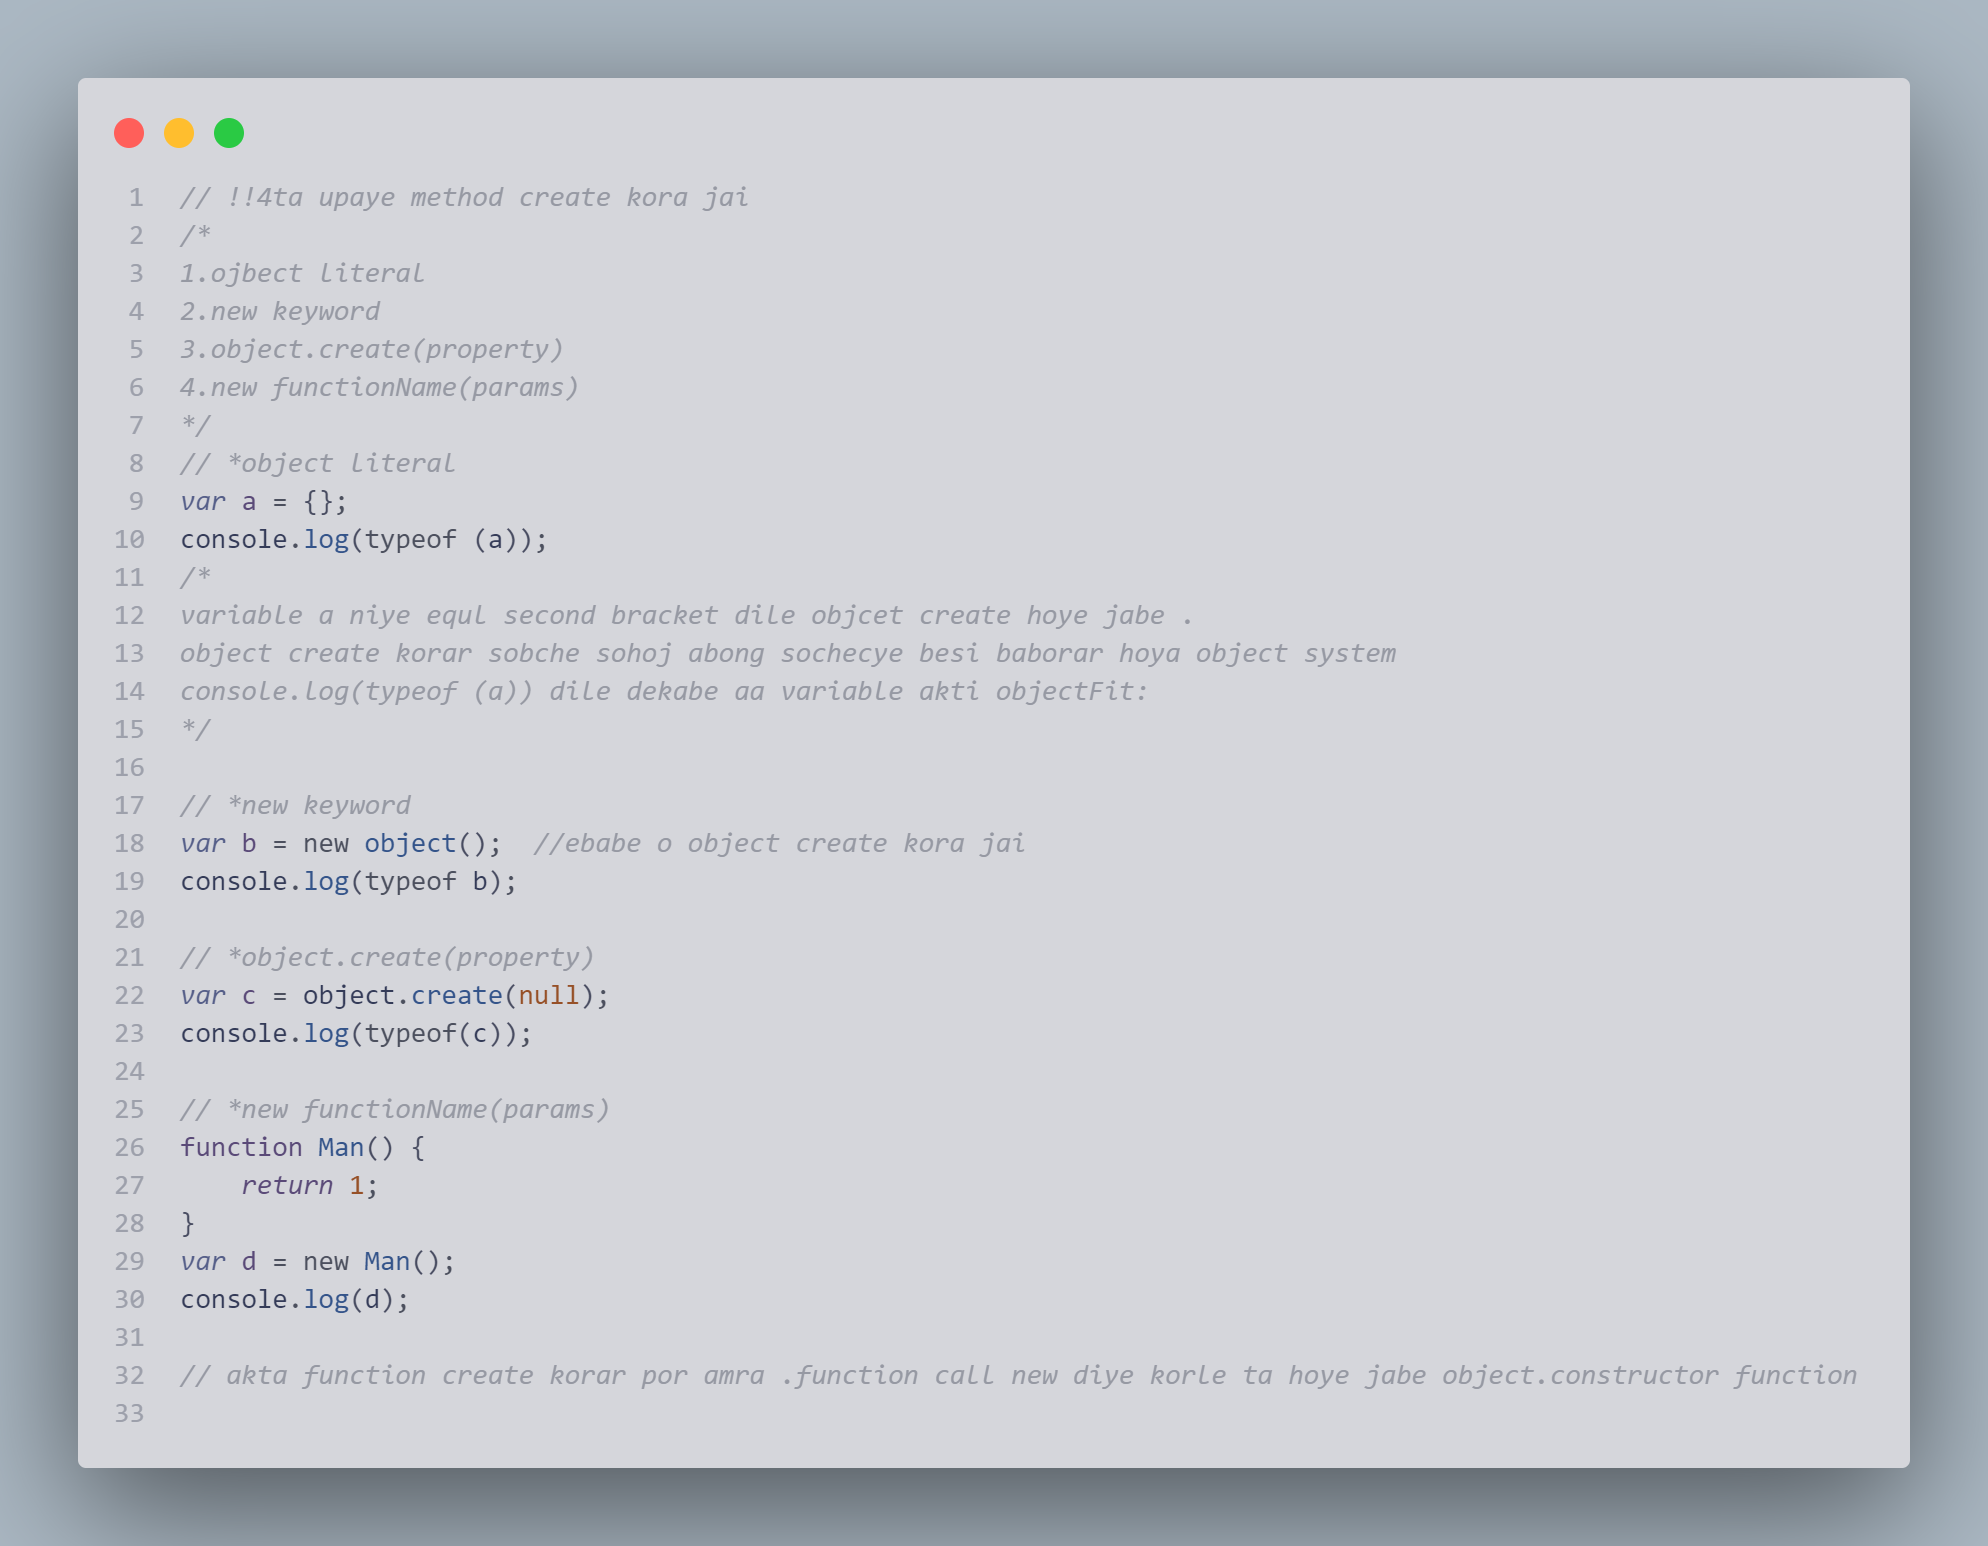 1 // !!4ta upaye method create kora jai
2 /*
3 1.ojbect literal
4 2.new keyword
5 3.object.create(property)
6 4.new functionName(params)
7 */
8 // *object literal
9 var a = {};
10 console.log(typeof (a));
11 /*
12 variable a niye equl second bracket dile objcet create hoye jabe .
13 object create korar sobche sohoj abong sochecye besi baborar hoya object system
14 console.log(typeof (a)) dile dekabe aa variable akti objectFit:
15 */
16
17 // *new keyword
18 var b = new object();  //ebabe o object create kora jai
19 console.log(typeof b);
20
21 // *object.create(property)
22 var c = object.create(null);
23 console.log(typeof(c));
24
25 // *new functionName(params)
26 function Man() {
27     return 1;
28 }
29 var d = new Man();
30 console.log(d);
31
32 // akta function create korar por amra .function call new diye korle ta hoye jabe object.constructor function
33